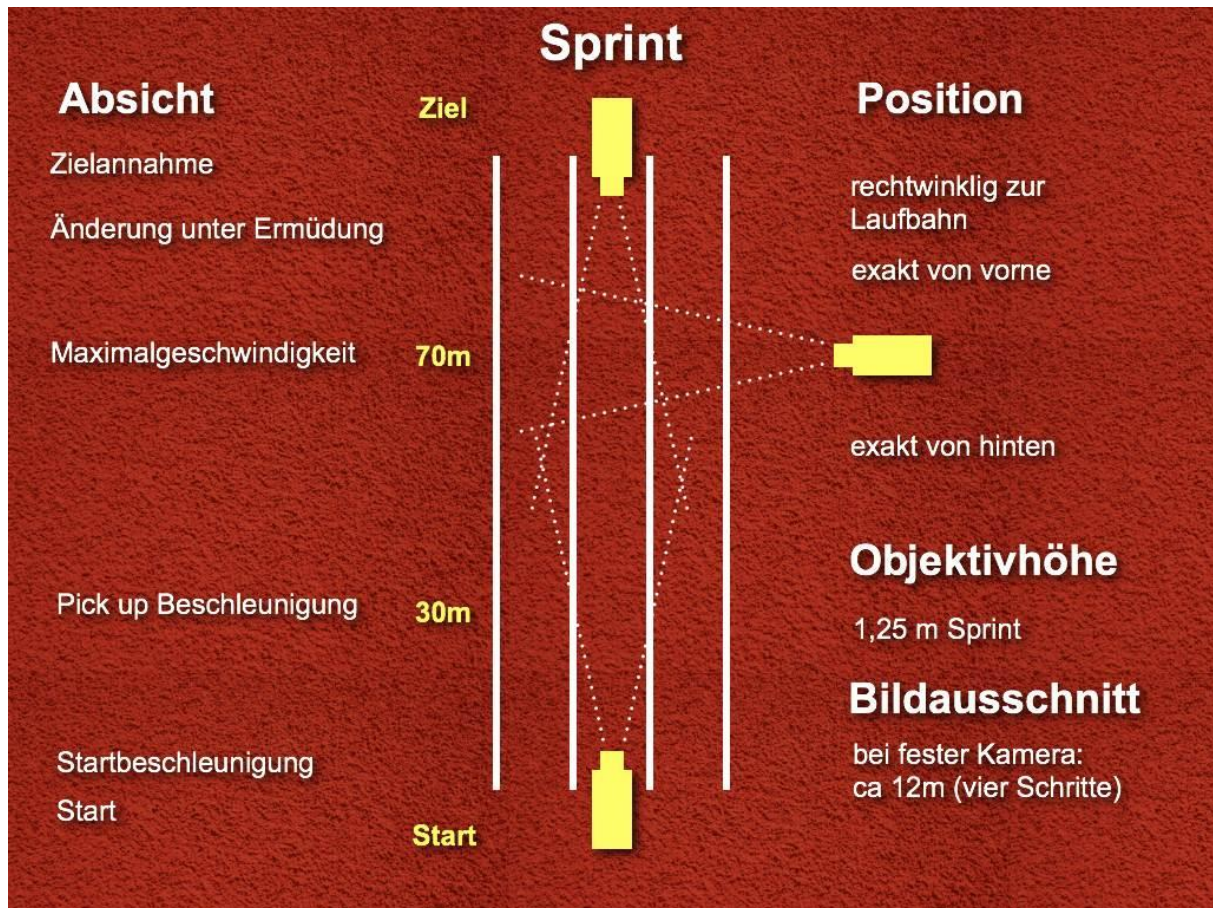 Sprint
Absicht
Ziel
Position
Zielannahme
rechtwinklig zur
Laufbahn
Änderung unter Ermüdung
exakt von vorne
Maximalgeschwindigkeit
70m
exakt von hinten
Objektivhöhe
Pick up Beschleunigung
30m
1,25 m Sprint
Bildausschnitt
Startbeschleunigung
bei fester Kamera:
ca 12m (vier Schritte)
Start
Start